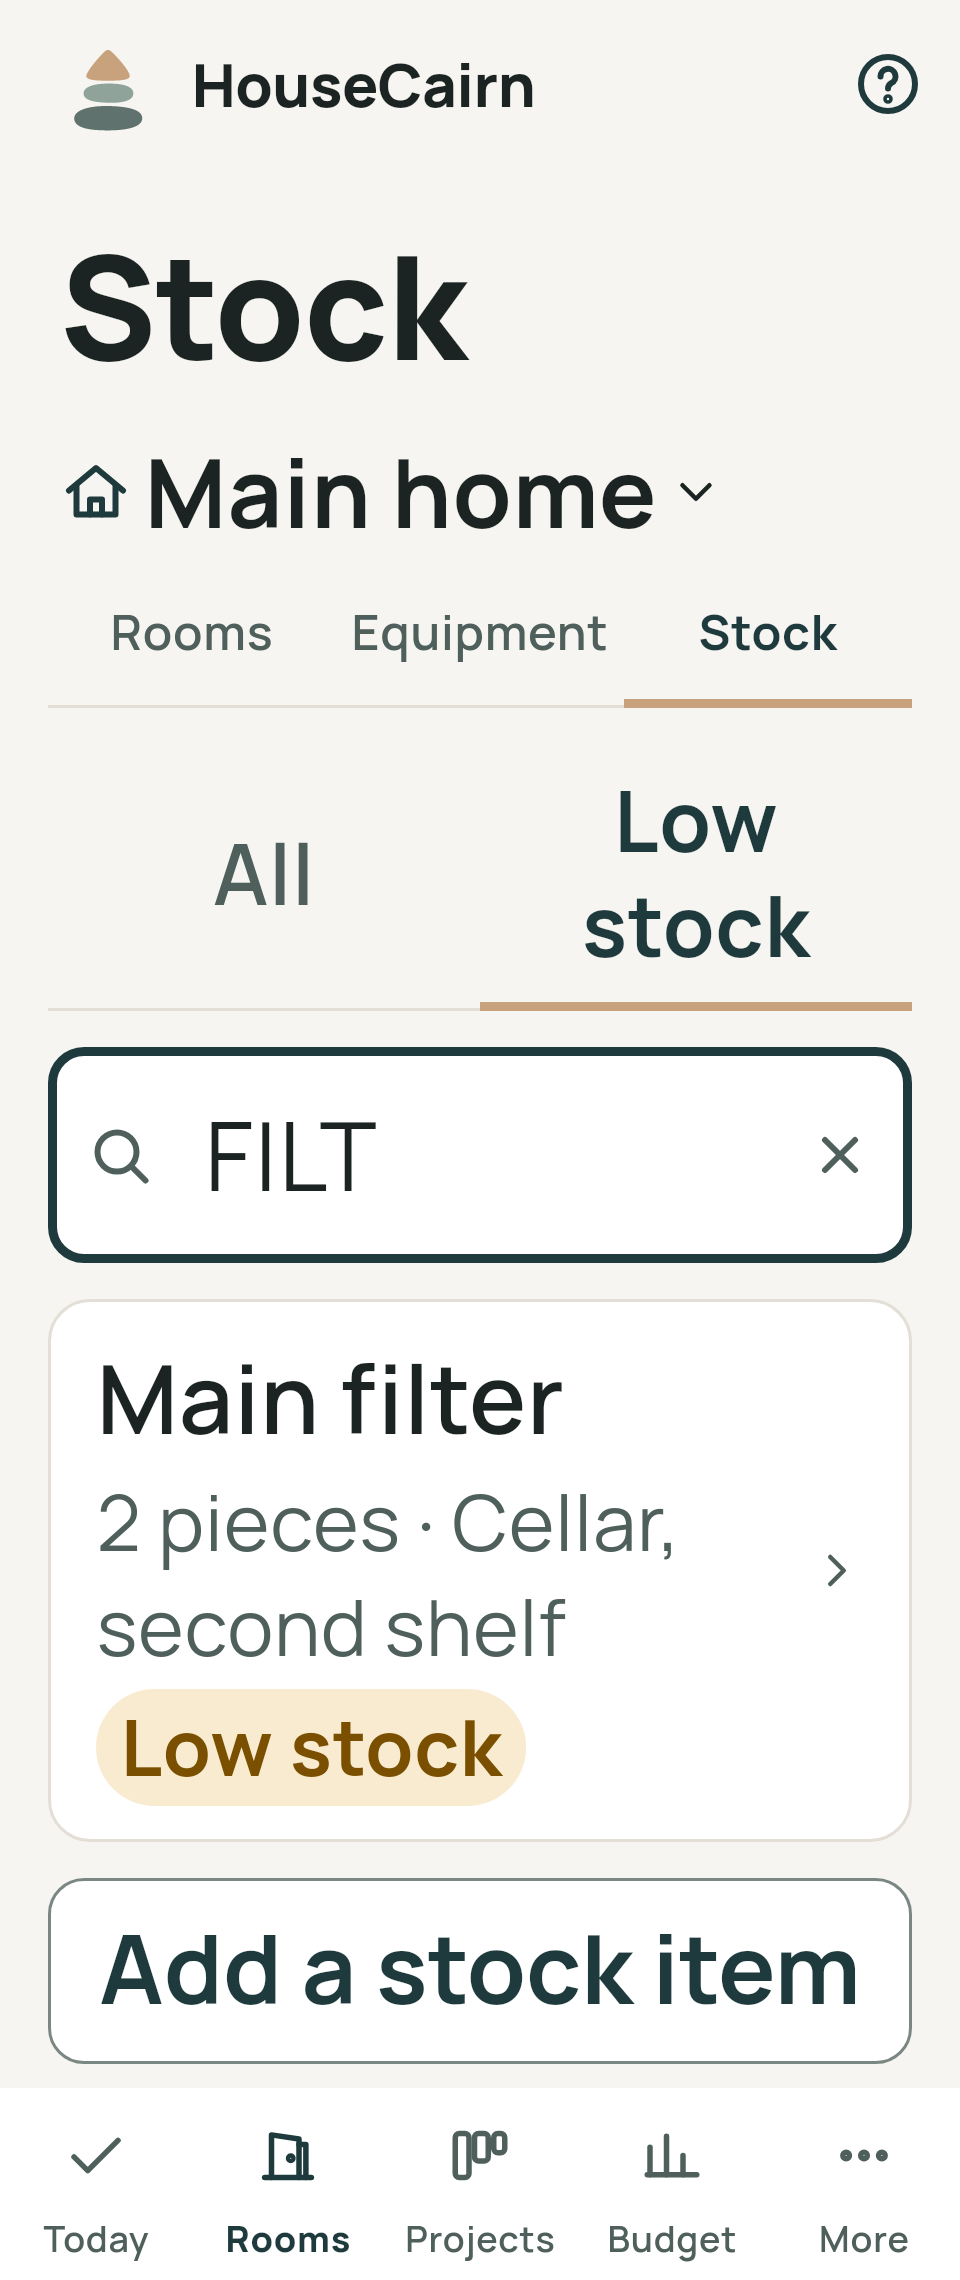 HouseCairn
Stock
Main home
Rooms Equipment Stock
All Low stock
FILT
Main filter
2 pieces · Cellar,
second shelf
Low stock
Add a stock item
Today Rooms Projects Budget More